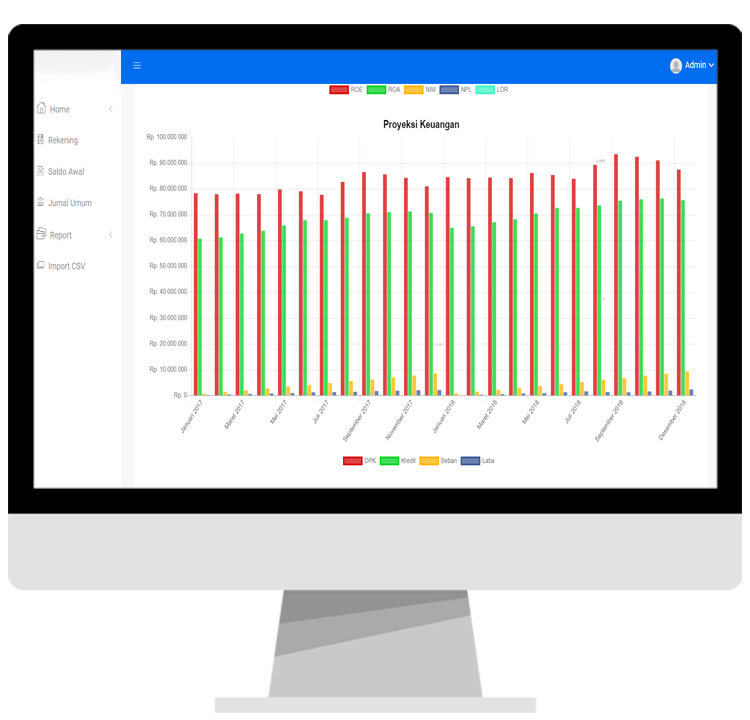 Admin
ROE ROA NIM NPL LDR
Home
Rekening
Saldo Awal
Jurnal Umum
Report
Import CSV
Proyeksi Keuangan
Rp. 100.000.000
Rp. 90.000.000
Rp. 80.000.000
Rp. 70.000.000
Rp. 60.000.000
Rp. 50.000.000
Rp. 40.000.000
Rp. 30.000.000
Rp. 20.000.000
Rp. 10.000.000
Rp. 0
Januari 2017 Maret 2017 Mei 2017 Juli 2017 September 2017 November 2017 Januari 2018 Maret 2018 Mei 2018 Juli 2018 September 2018 Desember 2018
DPK Kredit Beban Laba